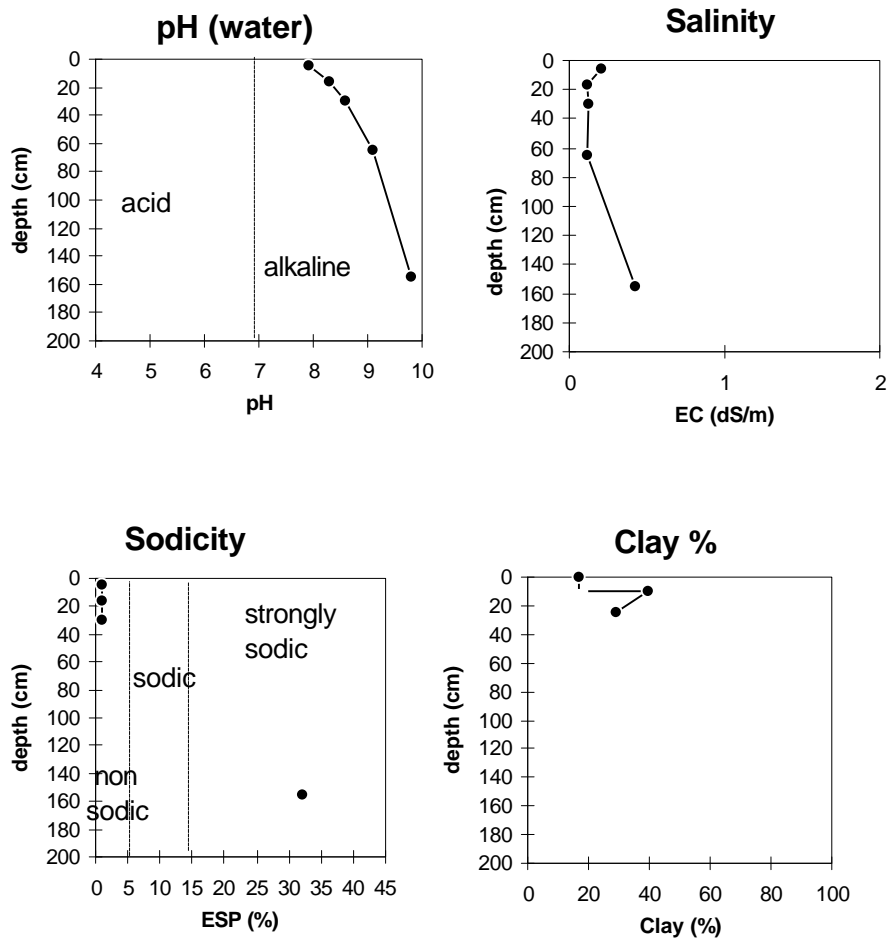 pH (water)
0
20
40
60
80
100
120
140
160
180
200
depth (cm)
acid
alkaline
4 5 6 7 8 9 10
pH
Salinity
0
20
40
60
80
100
120
140
160
180
200
depth (cm)
0 1 2
EC (dS/m)
Sodicity
0
20
40
60
80
100
120
140
160
180
200
depth (cm)
strongly
sodic
sodic
non
sodic
0 5 10 15 20 25 30 35 40 45
ESP (%)
Clay %
0
20
40
60
80
100
120
140
160
180
200
depth (cm)
0 20 40 60 80 100
Clay (%)